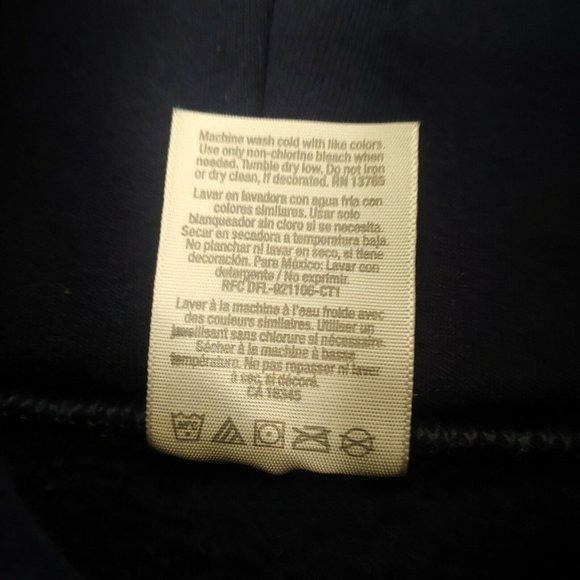 Machine wash cold with like colors.
Use only non-chlorine bleach when
needed. Tumble dry low. Do not iron
or dry clean, if decorated. RN 13765
Lavar en lavadora con agua fria con
colores similares. Usar solo
blanqueador sin cloro si se necesita.
Secar en secadora a temperatura baja.
No planchar ni lavar en seco, si tiene
decoración. Para México: Lavar con
detergente / No exprimir.
RFC DFL-921106-CT1
Laver à la machine à l'eau froide avec
des couleurs similaires. Utiliser un
javellisant sans chlorure si nécessaire.
Sécher à la machine à basse
température. Ne pas repasser ni laver
à sec, si décoré.
CA 18345